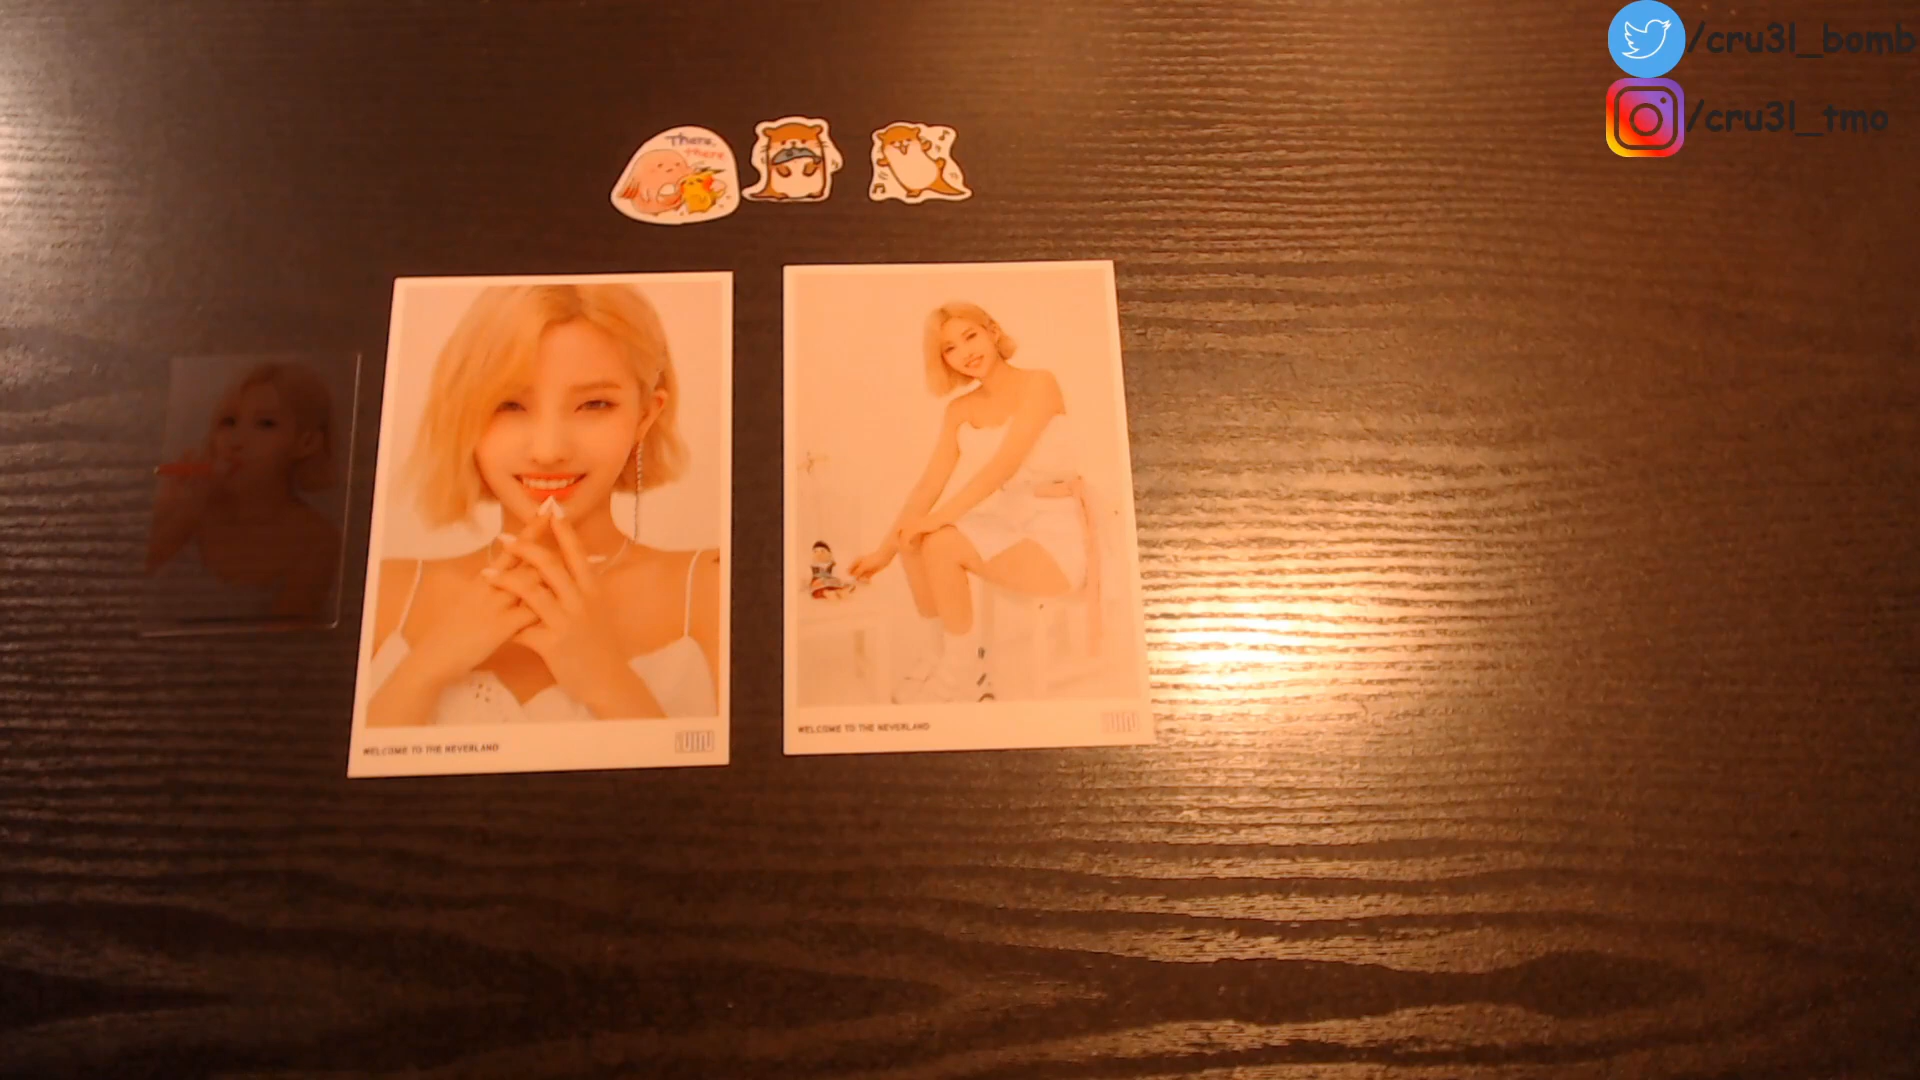 /cru3l_bomb
/cru3l_tmo
There,
there
WELCOME TO THE NEVERLAND
WELCOME TO THE NEVERLAND